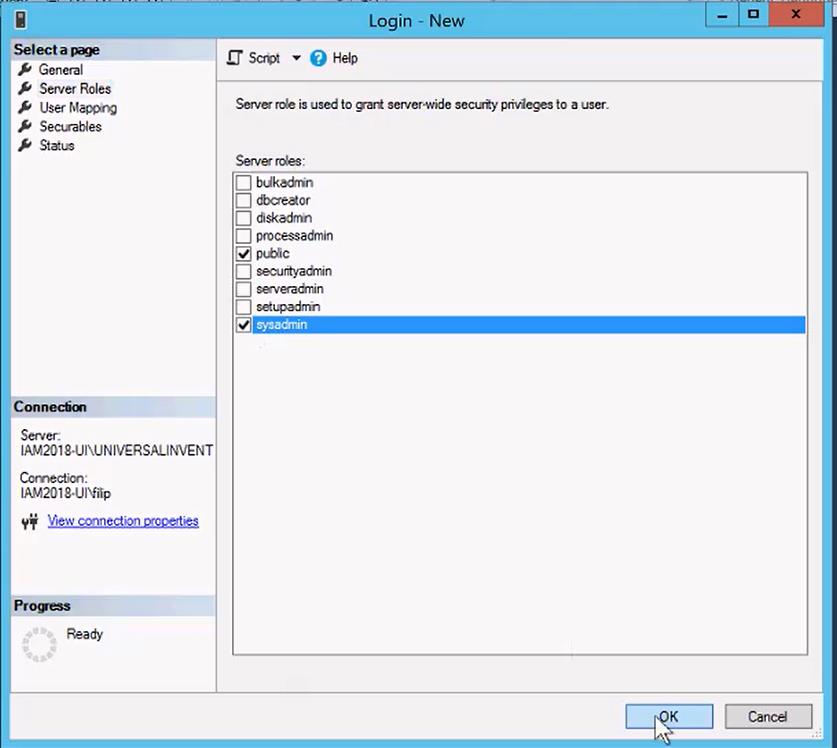 Login - New
Select a page
General
Server Roles
User Mapping
Securables
Status
Script
Help
Server role is used to grant server-wide security privileges to a user.
Server roles:
bulkadmin
dbcreator
diskadmin
processadmin
public
securityadmin
serveradmin
setupadmin
sysadmin
Connection
Server:
IAM2018-UI\UNIVERSALINVENT
Connection:
IAM2018-UI\filip
View connection properties
Progress
Ready
OK
Cancel